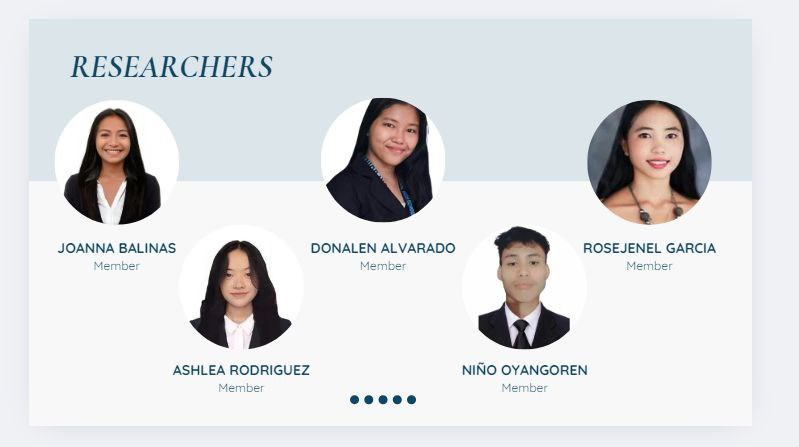 RESEARCHERS
JOANNA BALINAS
Member
DONALEN ALVARADO
Member
ROSEJENEL GARCIA
Member
ASHLEA RODRIGUEZ
Member
NIÑO OYANGOREN
Member